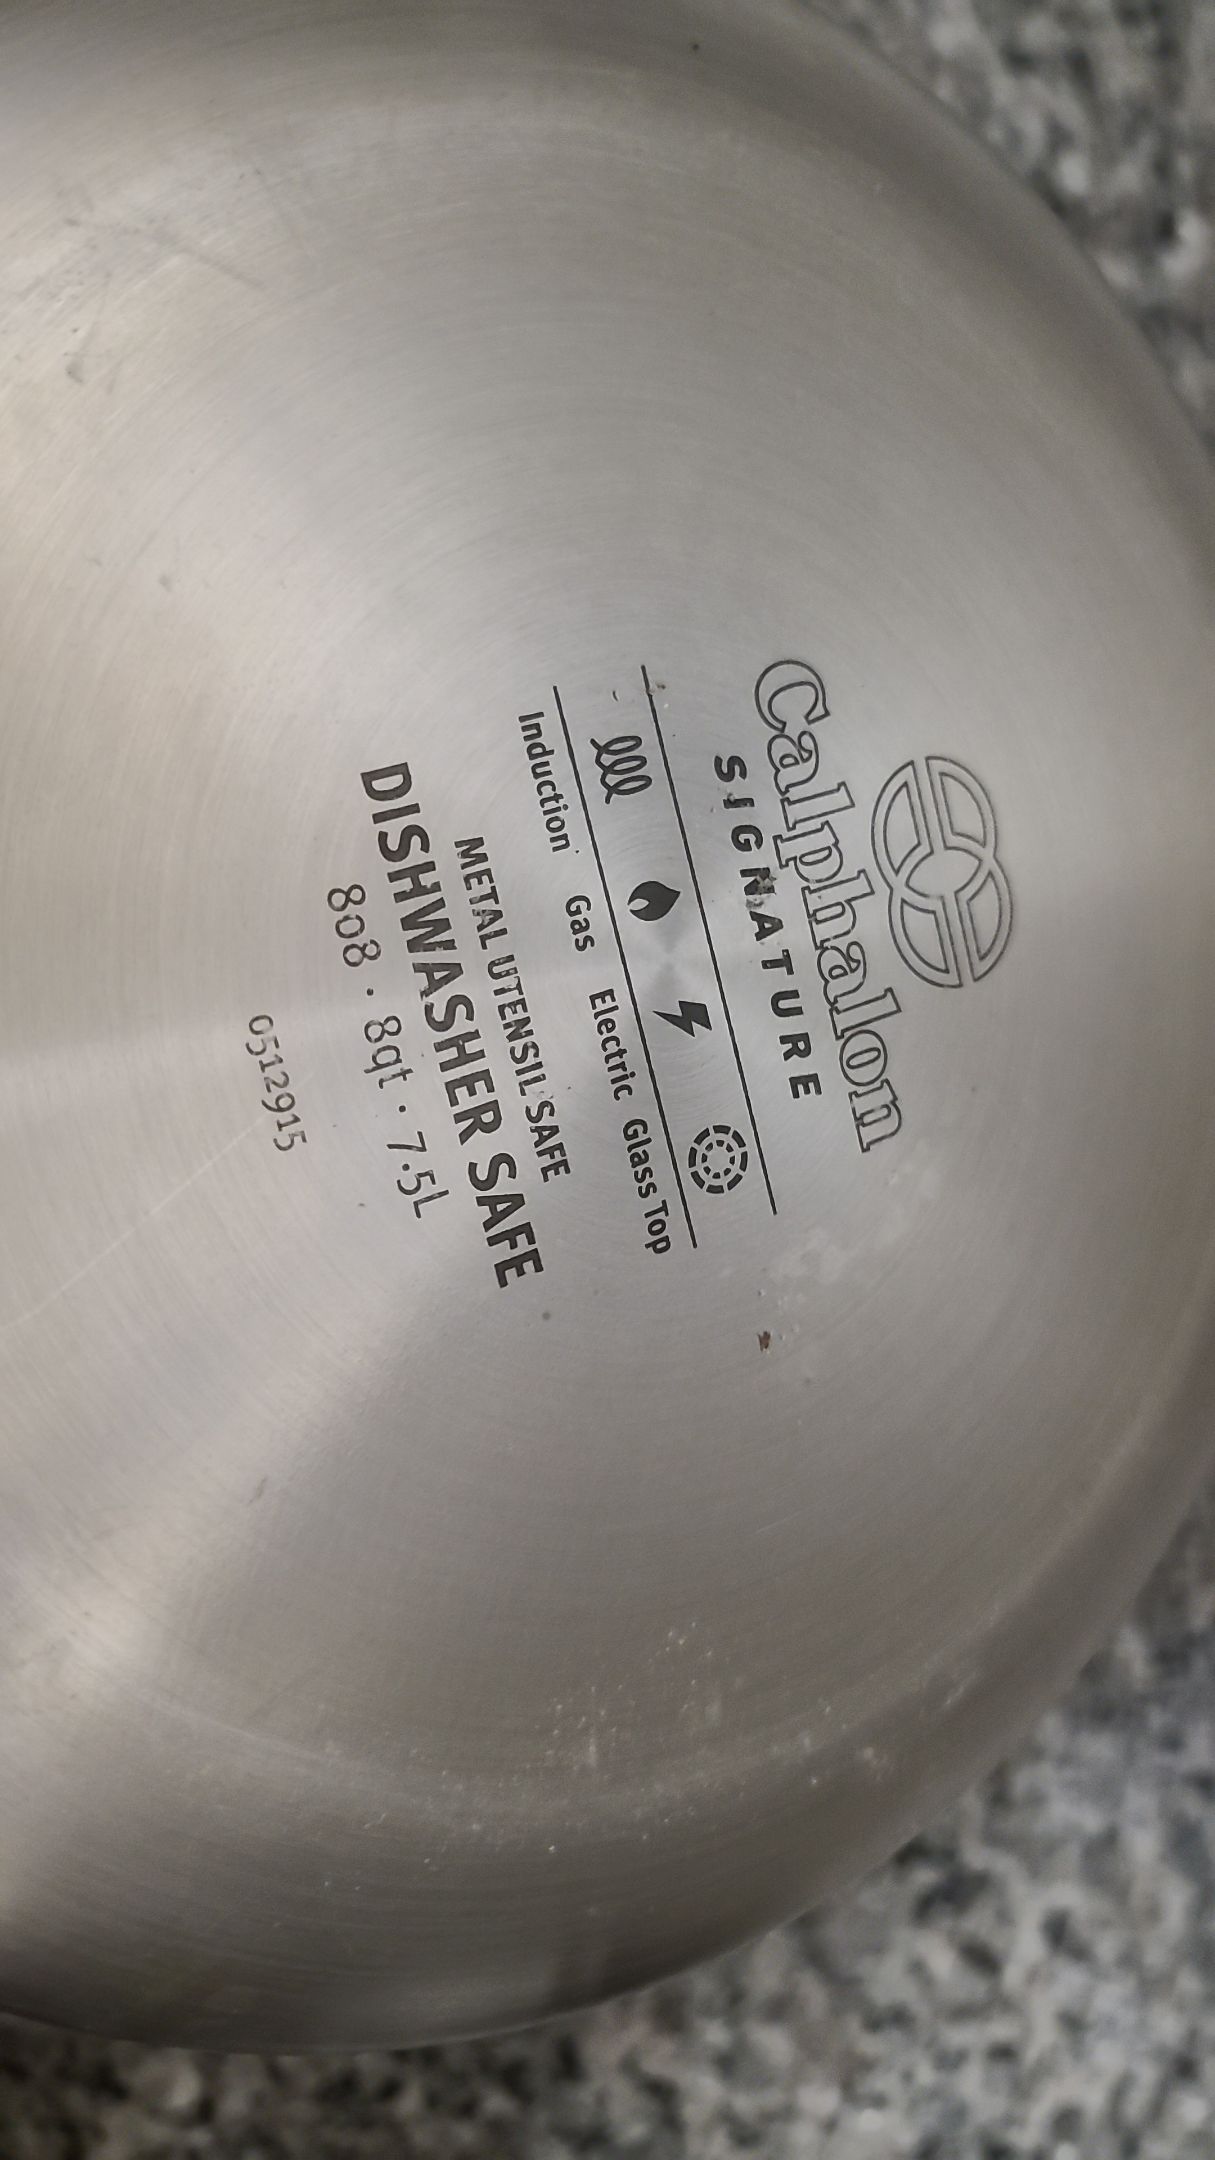 Calphalon
SIGNATURE
Induction Gas Electric Glass Top
METAL UTENSIL SAFE
DISHWASHER SAFE
808 · 8qt · 7.5L
0512915